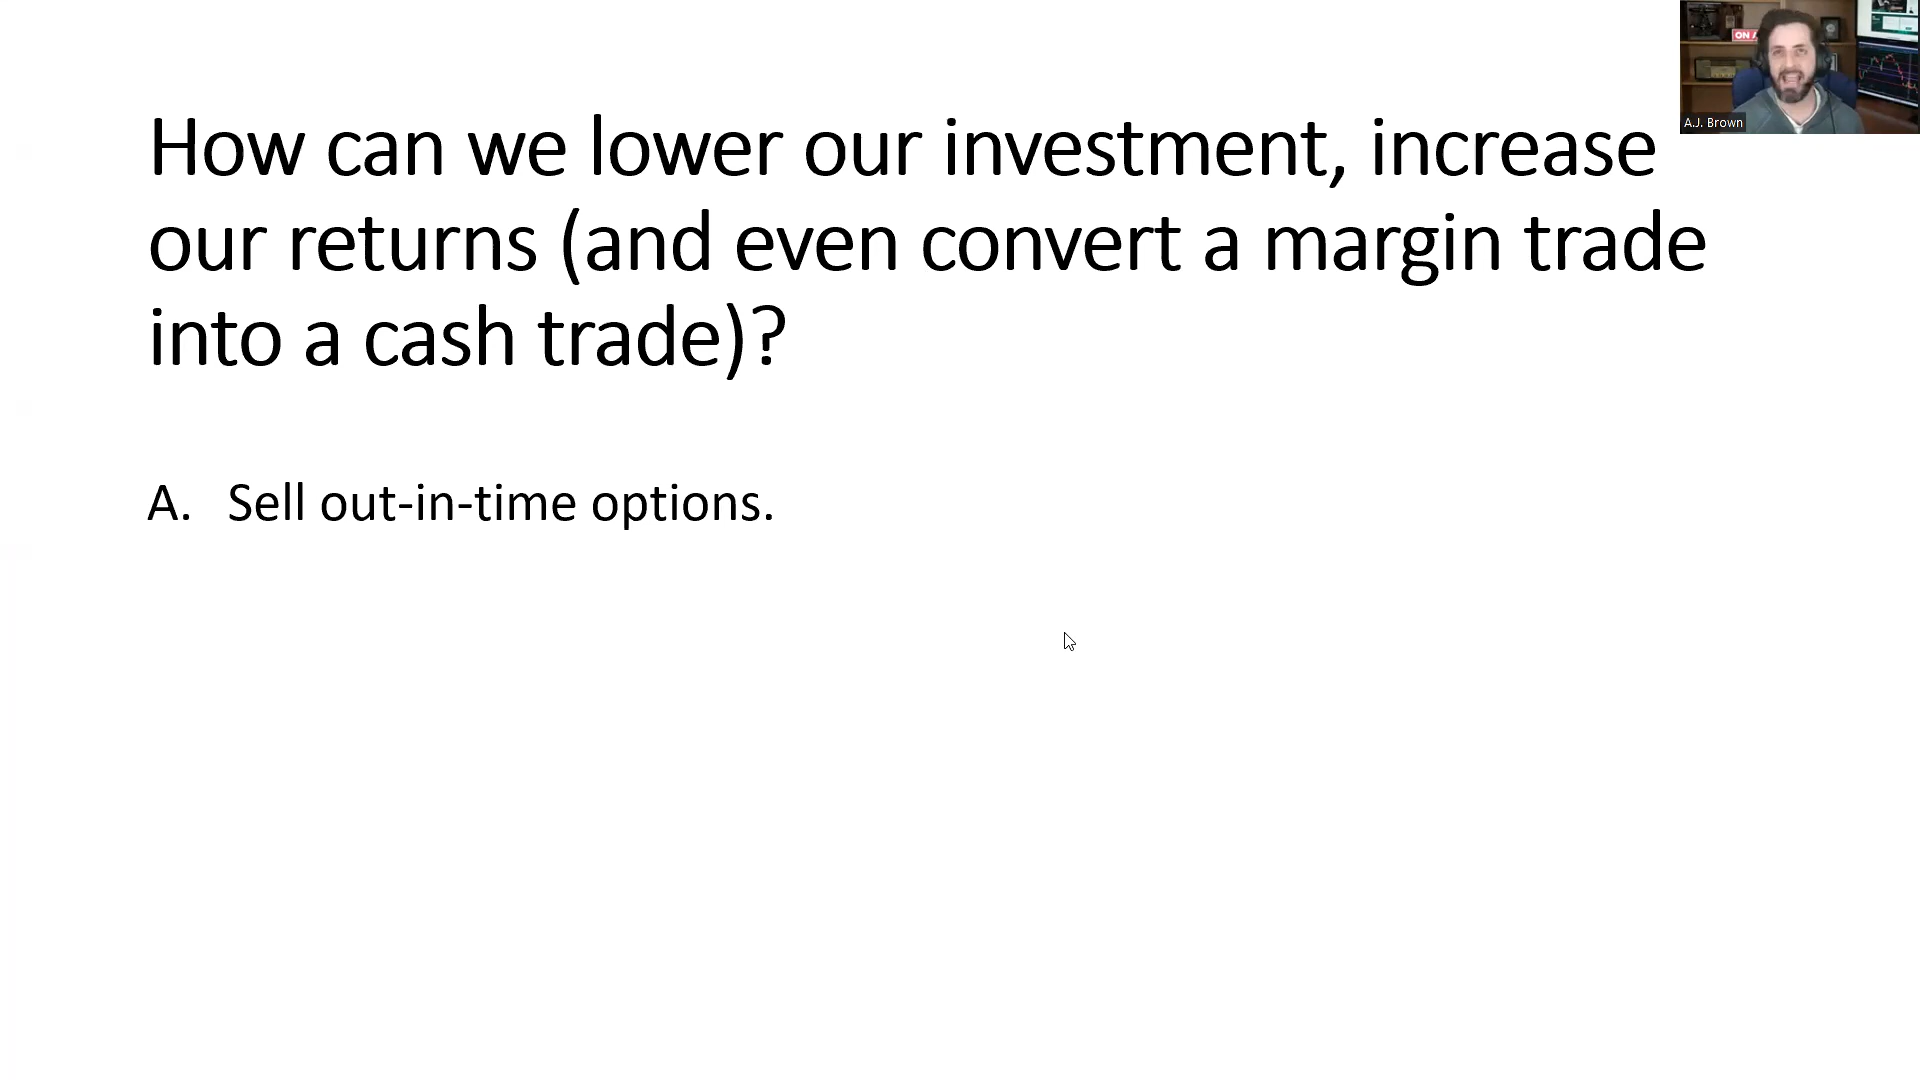 How can we lower our investment, increase
our returns (and even convert a margin trade
into a cash trade)?
A. Sell out-in-time options.
ON
A.J. Brown